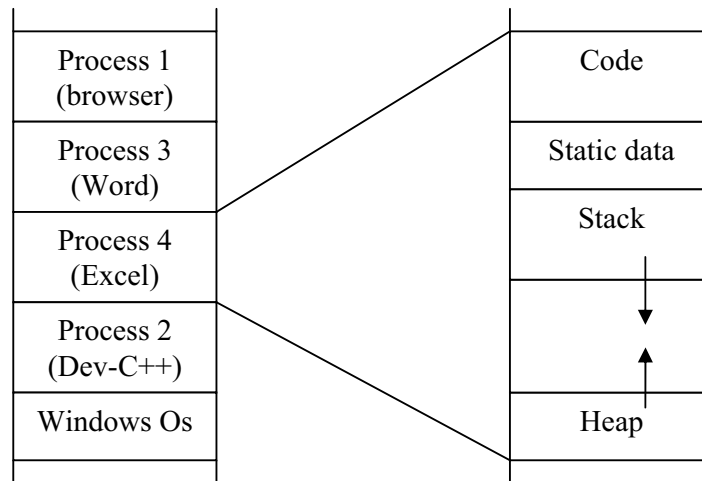 Process 1
(browser)
Process 3
(Word)
Process 4
(Excel)
Process 2
(Dev-C++)
Windows Os
Code
Static data
Stack
Heap